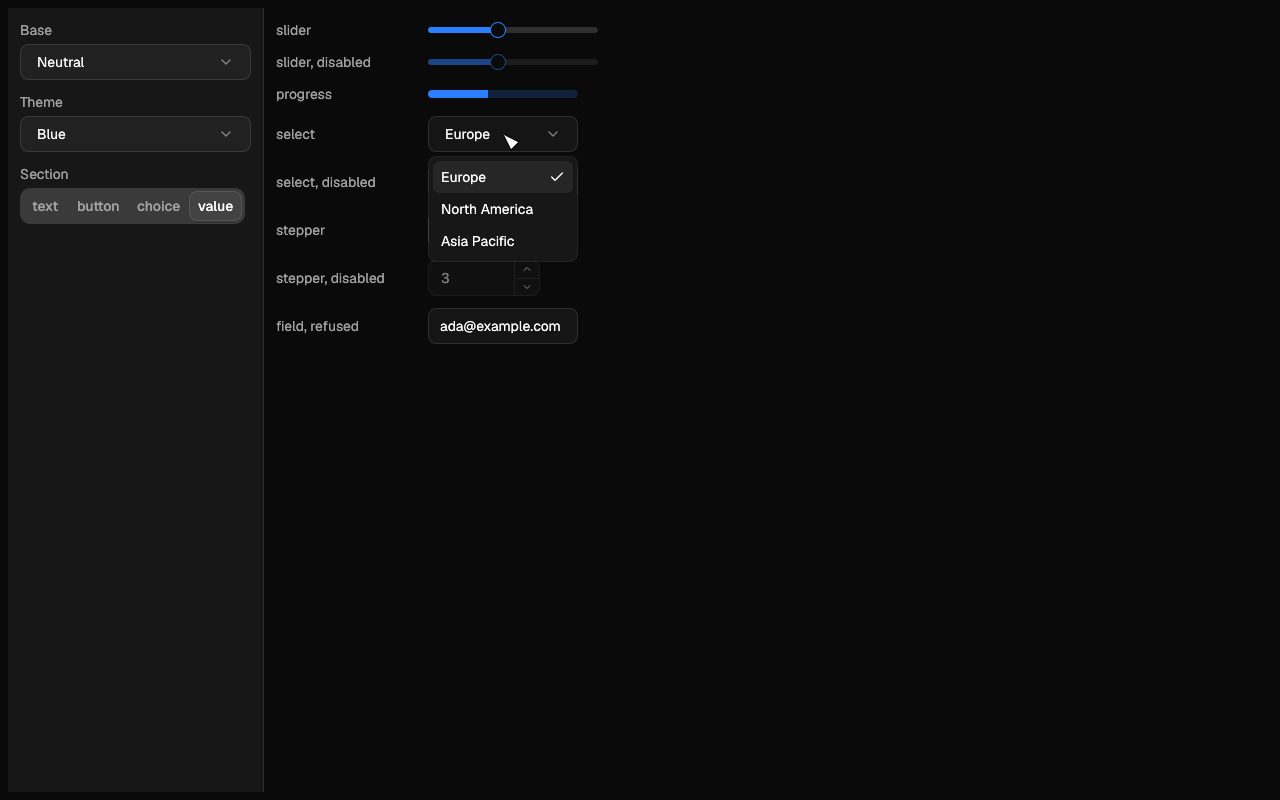 Base
Neutral
Theme
Blue
Section
text button choice value
slider
slider, disabled
progress
select Europe
Europe
select, disabled
North America
stepper
Asia Pacific
stepper, disabled 3
field, refused ada@example.com